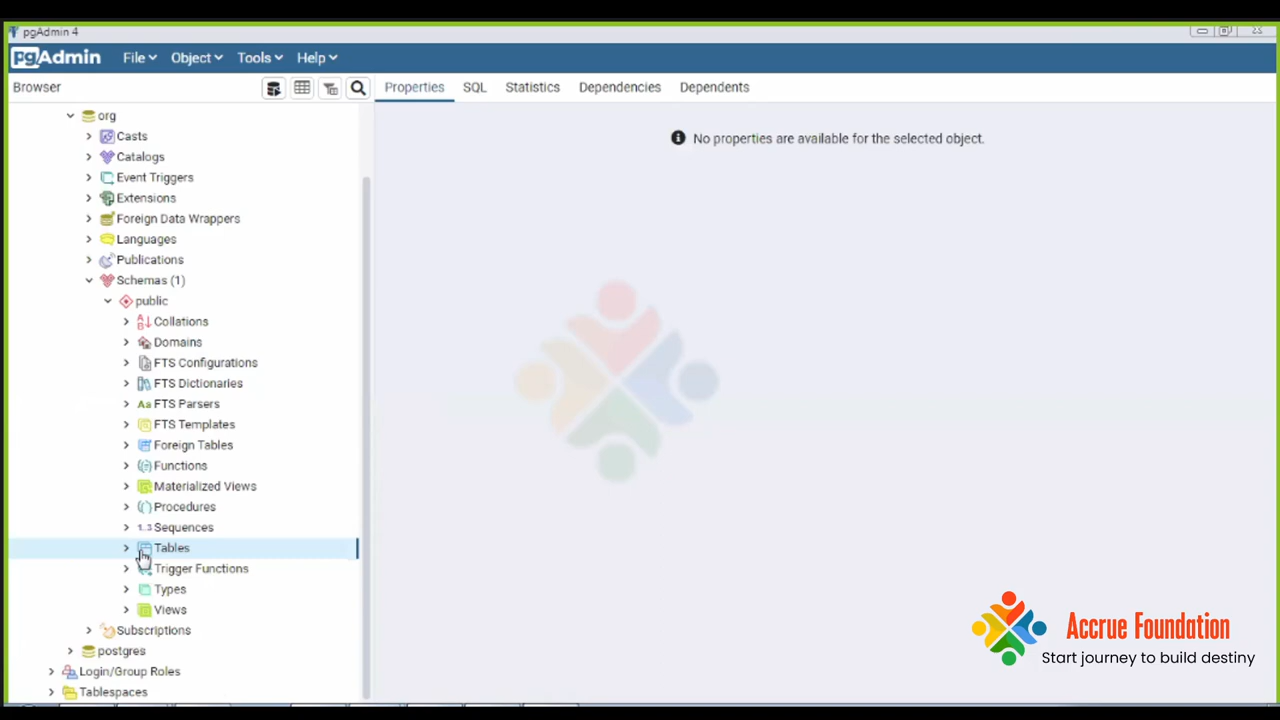 pgAdmin 4
pgAdmin File Object Tools Help
Browser
Properties SQL Statistics Dependencies Dependents
No properties are available for the selected object.
org
Casts
Catalogs
Event Triggers
Extensions
Foreign Data Wrappers
Languages
Publications
Schemas (1)
public
Collations
Domains
FTS Configurations
FTS Dictionaries
Aa FTS Parsers
FTS Templates
Foreign Tables
Functions
Materialized Views
Procedures
1..3 Sequences
Tables
Trigger Functions
Types
Views
Subscriptions
postgres
Login/Group Roles
Tablespaces
Accrue Foundation
Start journey to build destiny